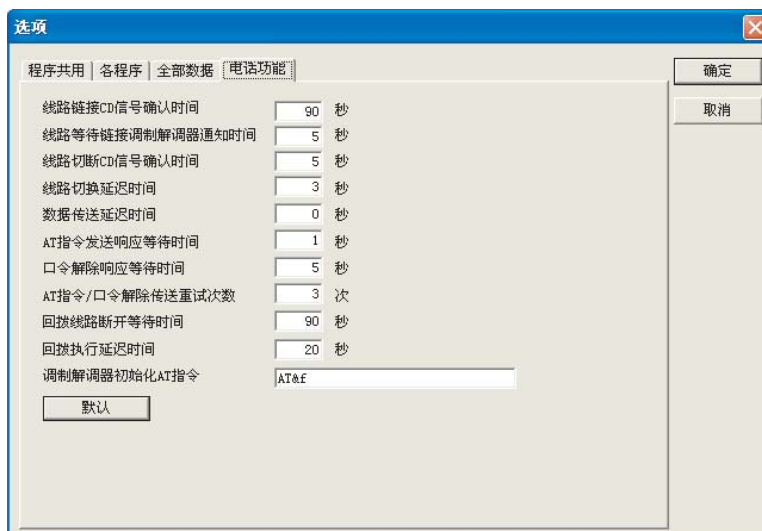 选项
程序共用 各程序 全部数据 电话功能
确定
取消
线路链接CD信号确认时间 90 秒
线路等待链接调制解调器通知时间 5 秒
线路切断CD信号确认时间 5 秒
线路切换延迟时间 3 秒
数据传送延迟时间 0 秒
AT指令发送响应等待时间 1 秒
口令解除响应等待时间 5 秒
AT指令/口令解除传送重试次数 3 次
回拨线路断开等待时间 90 秒
回拨执行延迟时间 20 秒
调制解调器初始化AT指令 AT&f
默认